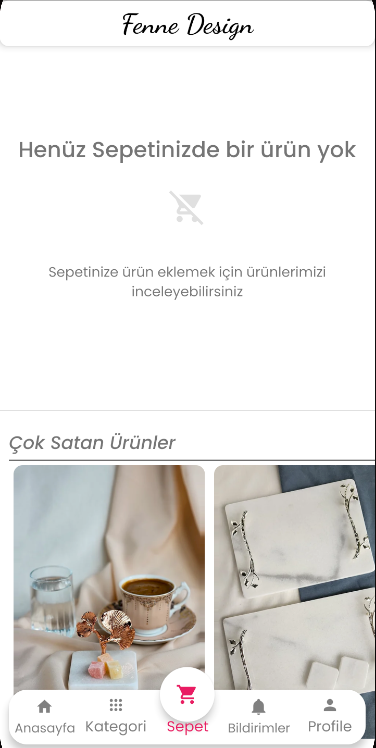 Fenne Design
Henüz Sepetinizde bir ürün yok
Sepetinize ürün eklemek için ürünlerimizi
inceleyebilirsiniz
Çok Satan Ürünler
Anasayfa Kategori Sepet Bildirimler Profile